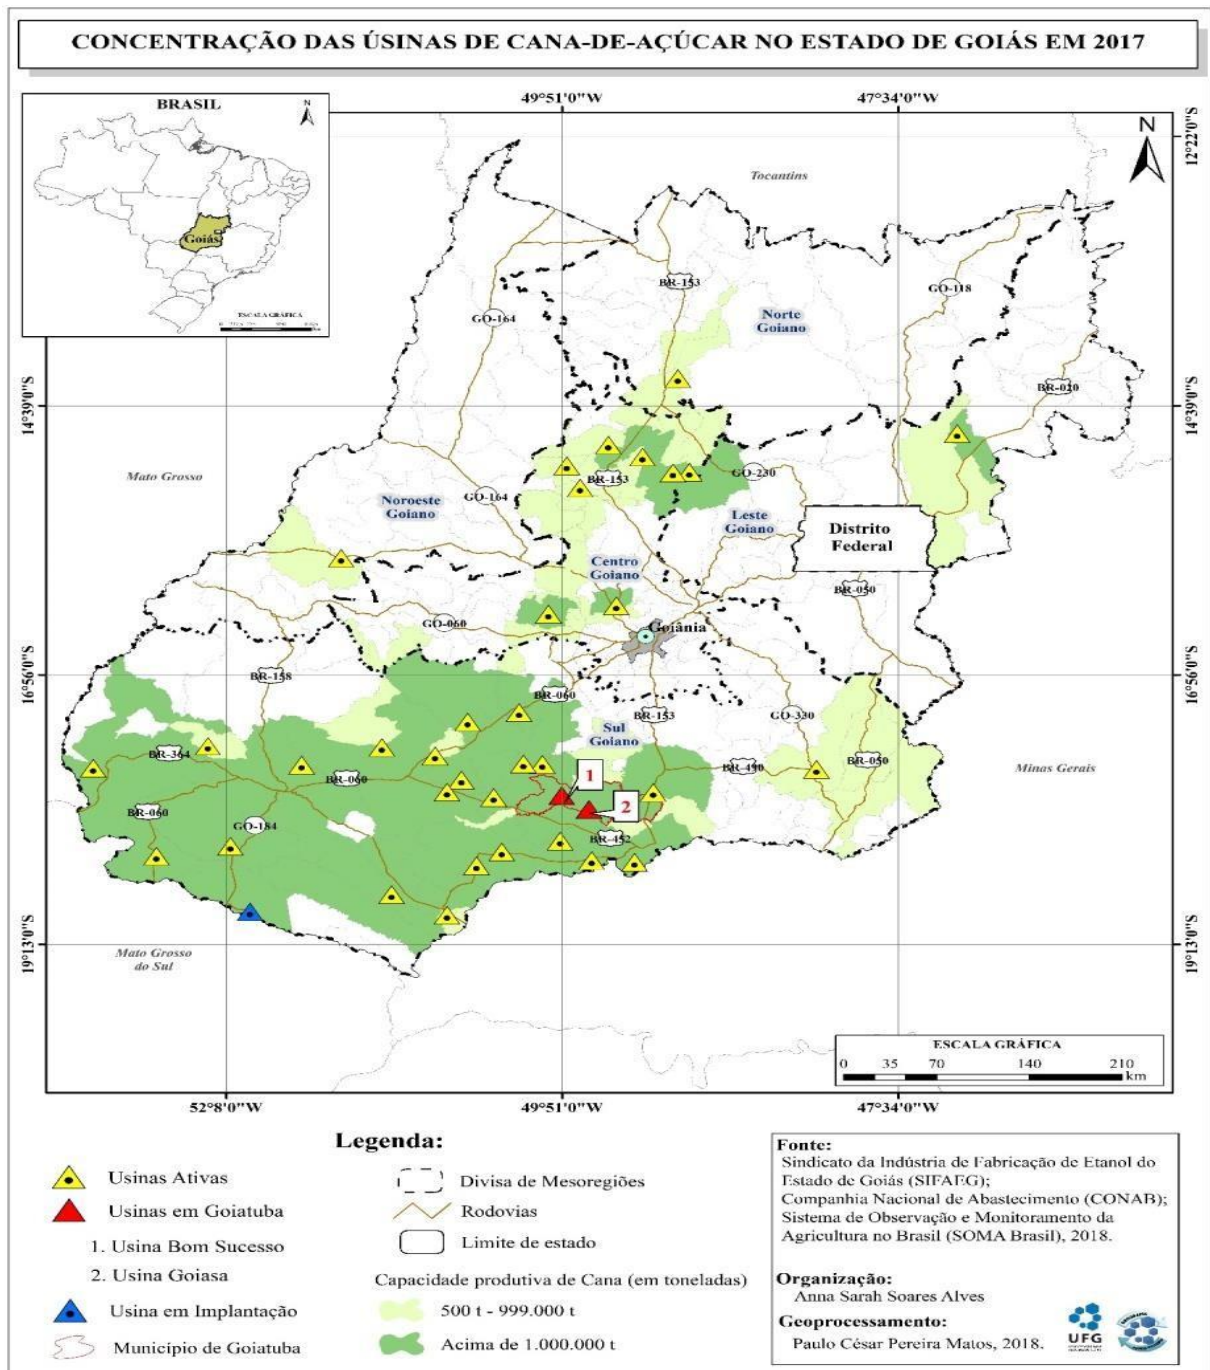 CONCENTRAÇÃO DAS ÚSINAS DE CANA-DE-AÇÚCAR NO ESTADO DE GOIÁS EM 2017
BRASIL
N
Goiás
ESCALA GRÁFICA
49°51'0"W
47°34'0"W
12°22'0"S
N
Tocantins
BR-153
GO-118
GO-164
Norte
Goiano
BR-020
14°39'0"S
14°39'0"S
Mato Grosso
BR-153
GO-230
Noroeste
Goiano
GO-164
Leste
Goiano
Distrito
Federal
Centro
Goiano
BR-050
GO-060
Goiânia
16°56'0"S
16°56'0"S
BR-158
BR-060
BR-153
GO-330
Sul
Goiano
BR-364
BR-060
1
BR-490
BR-050
Minas Gerais
BR-060
GO-184
2
BR-452
19°13'0"S
19°13'0"S
Mato Grosso
do Sul
ESCALA GRÁFICA
0 35 70 140 210
km
52°8'0"W
49°51'0"W
47°34'0"W
Legenda:
Usinas Ativas
Usinas em Goiatuba
1. Usina Bom Sucesso
2. Usina Goiasa
Usina em Implantação
Município de Goiatuba
Divisa de Mesoregiões
Rodovias
Limite de estado
Capacidade produtiva de Cana (em toneladas)
500 t - 999.000 t
Acima de 1.000.000 t
Fonte:
Sindicato da Indústria de Fabricação de Etanol do
Estado de Goiás (SIFAEG);
Companhia Nacional de Abastecimento (CONAB);
Sistema de Observação e Monitoramento da
Agricultura no Brasil (SOMA Brasil), 2018.
Organização:
Anna Sarah Soares Alves
Geoprocessamento:
Paulo César Pereira Matos, 2018.
UFG